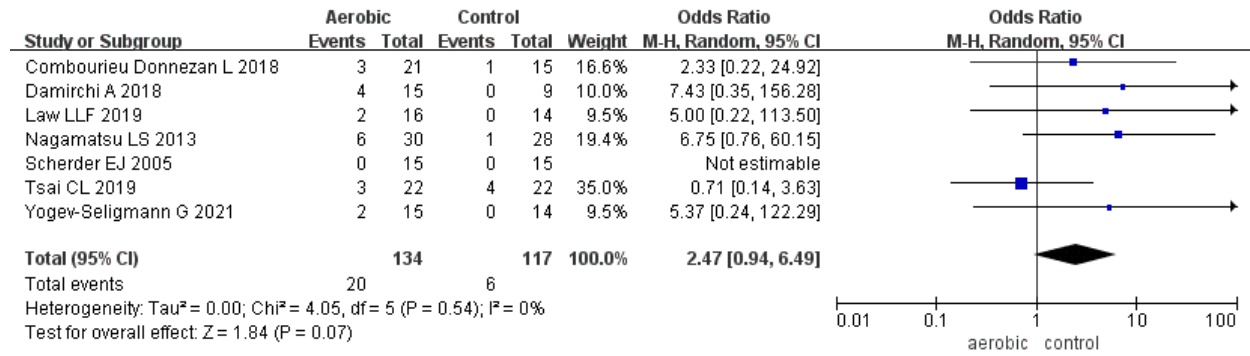 Aerobic Control Odds Ratio Odds Ratio
Study or Subgroup Events Total Events Total Weight M-H, Random, 95% CI M-H, Random, 95% CI
Combourieu Donnezan L 2018 3 21 1 15 16.6% 2.33 [0.22, 24.92]
Damirchi A 2018 4 15 0 9 10.0% 7.43 [0.35, 156.28]
Law LLF 2019 2 16 0 14 9.5% 5.00 [0.22, 113.50]
Nagamatsu LS 2013 6 30 1 28 19.4% 6.75 [0.76, 60.15]
Scherder EJ 2005 0 15 0 15 Not estimable
Tsai CL 2019 3 22 4 22 35.0% 0.71 [0.14, 3.63]
Yogev-Seligmann G 2021 2 15 0 14 9.5% 5.37 [0.24, 122.29]
Total (95% CI) 134 117 100.0% 2.47 [0.94, 6.49]
Total events 20 6
Heterogeneity: Tau² = 0.00; Chi² = 4.05, df = 5 (P = 0.54); I² = 0%
Test for overall effect: Z = 1.84 (P = 0.07)
0.01 0.1 1 10 100
aerobic control